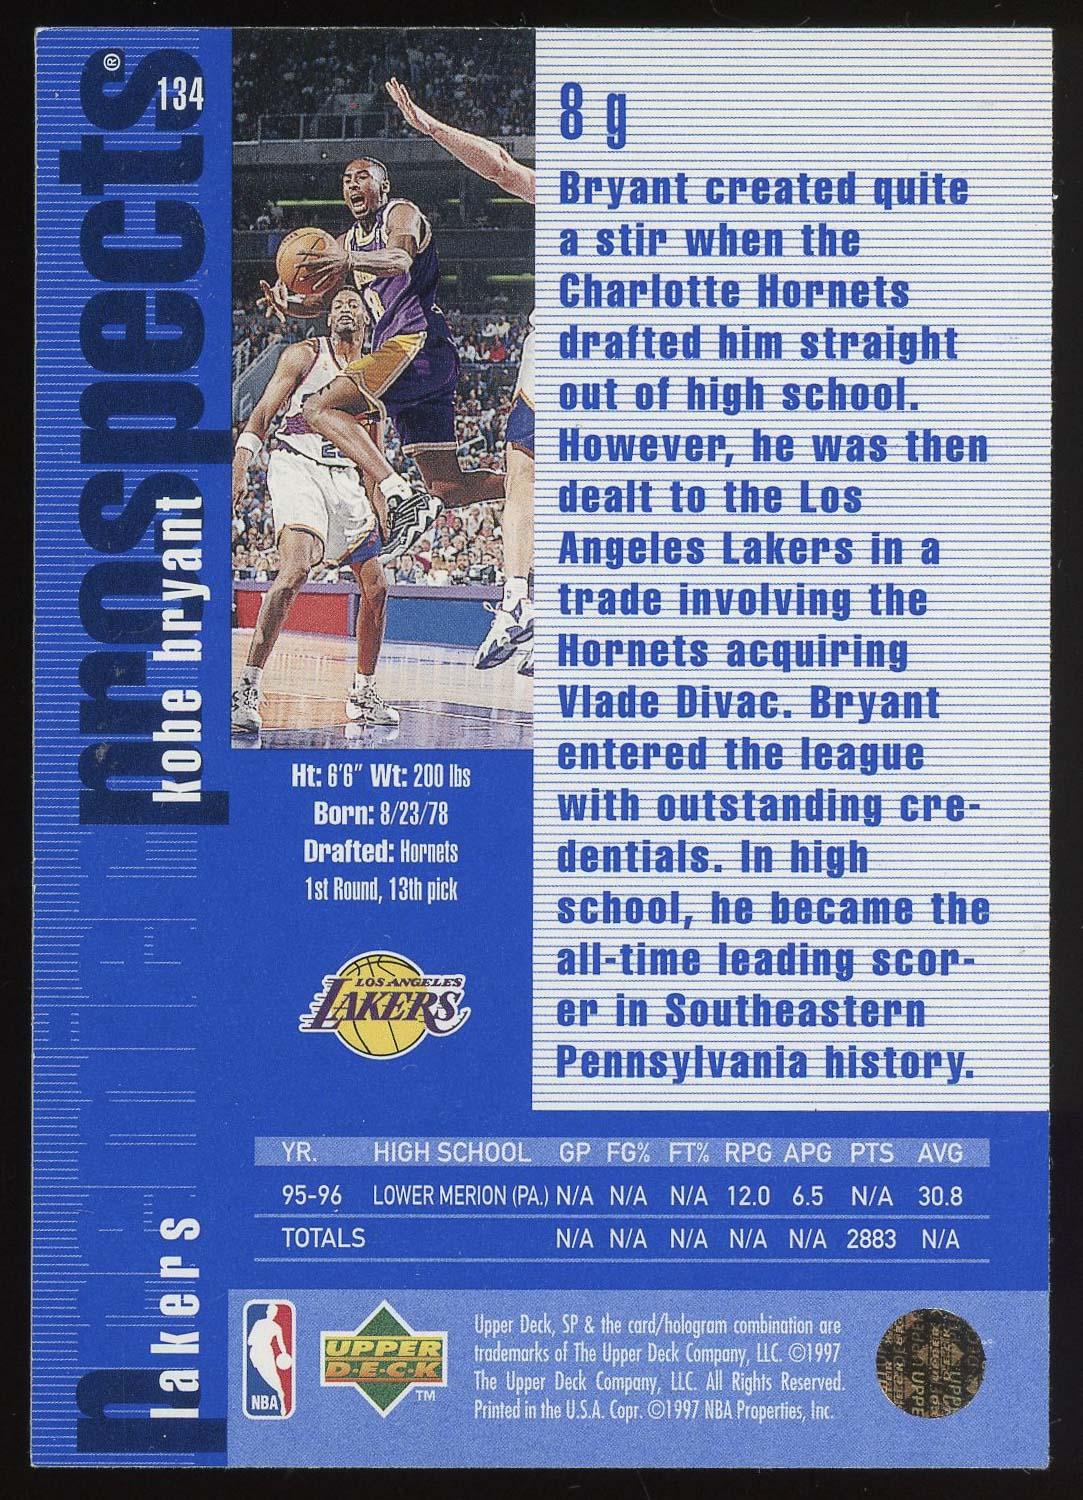 134
prospects®
kobe bryant
lakers
8 g
Bryant created quite
a stir when the
Charlotte Hornets
drafted him straight
out of high school.
However, he was then
dealt to the Los
Angeles Lakers in a
trade involving the
Hornets acquiring
Vlade Divac. Bryant
entered the league
with outstanding cre-
dentials. In high
school, he became the
all-time leading scor-
er in Southeastern
Pennsylvania history.
Ht: 6'6" Wt: 200 lbs
Born: 8/23/78
Drafted: Hornets
1st Round, 13th pick
LOS ANGELES
LAKERS
YR. HIGH SCHOOL GP FG% FT% RPG APG PTS AVG
95-96 LOWER MERION (PA.) N/A N/A N/A 12.0 6.5 N/A 30.8
TOTALS N/A N/A N/A N/A N/A 2883 N/A
NBA
UPPER
D·E·C·K
TM
Upper Deck, SP & the card/hologram combination are
trademarks of The Upper Deck Company, LLC. ©1997
The Upper Deck Company, LLC. All Rights Reserved.
Printed in the U.S.A. Copr. ©1997 NBA Properties, Inc.